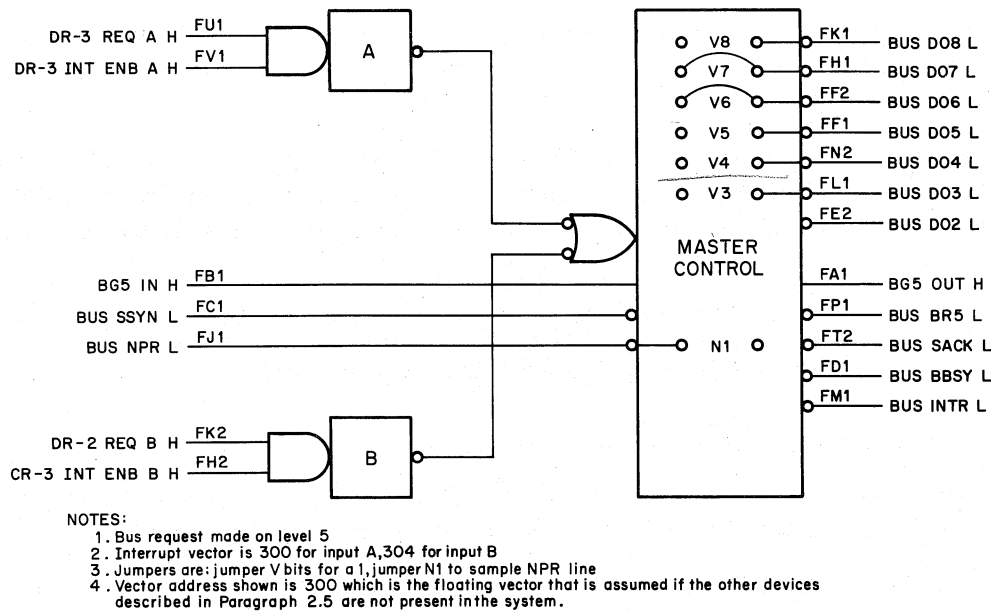 DR-3 REQ A H FU1
DR-3 INT ENB A H FV1
A
V8 FK1 BUS D08 L
V7 FH1 BUS D07 L
V6 FF2 BUS D06 L
V5 FF1 BUS D05 L
V4 FN2 BUS D04 L
V3 FL1 BUS D03 L
FE2 BUS D02 L
MASTER
CONTROL
BG5 IN H FB1
FA1 BG5 OUT H
BUS SSYN L FC1
FP1 BUS BR5 L
BUS NPR L FJ1
N1 FT2 BUS SACK L
FD1 BUS BBSY L
FM1 BUS INTR L
DR-2 REQ B H FK2
CR-3 INT ENB B H FH2
B
NOTES:
1. Bus request made on level 5
2. Interrupt vector is 300 for input A,304 for input B
3. Jumpers are: jumper V bits for a 1, jumper N1 to sample NPR line
4. Vector address shown is 300 which is the floating vector that is assumed if the other devices
described in Paragraph 2.5 are not present in the system.